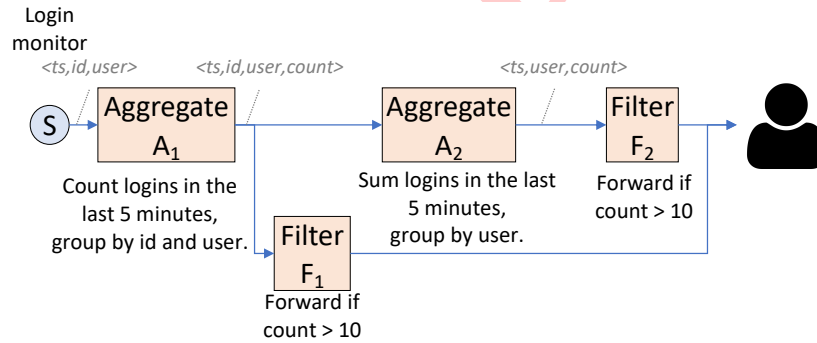 Login
monitor
<ts,id,user>
<ts,id,user,count>
<ts,user,count>
S
Aggregate
A1
Aggregate
A2
Filter
F2
Count logins in the
last 5 minutes,
group by id and user.
Sum logins in the last
5 minutes,
group by user.
Forward if
count > 10
Filter
F1
Forward if
count > 10